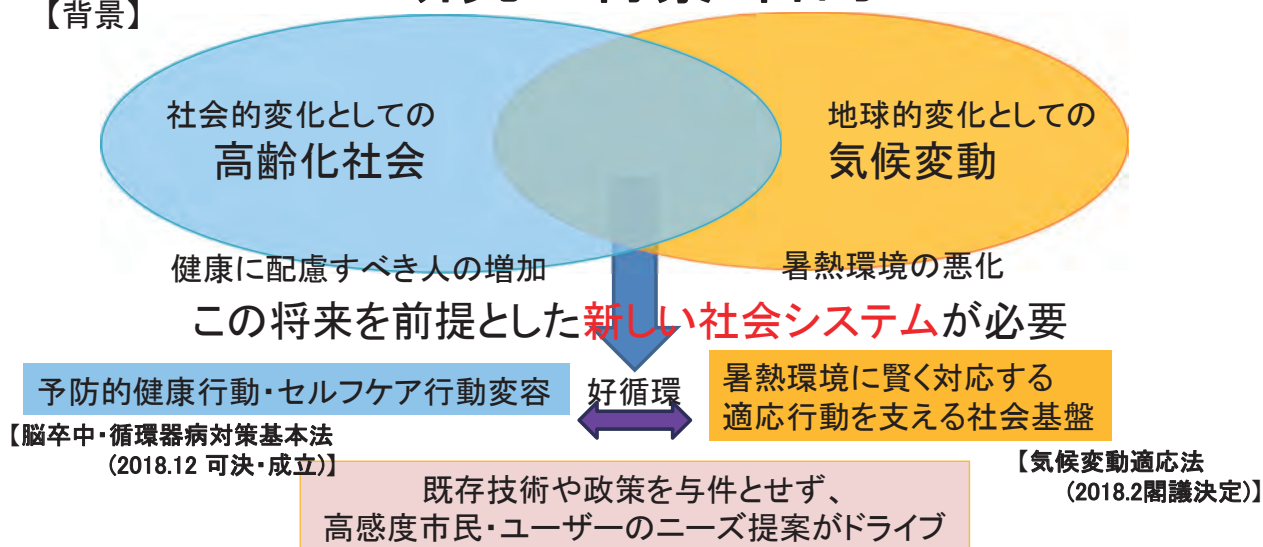 【背景】
社会的変化としての
高齢化社会
地球的変化としての
気候変動
健康に配慮すべき人の増加
暑熱環境の悪化
この将来を前提とした新しい社会システムが必要
予防的健康行動・セルフケア行動変容
好循環
暑熱環境に賢く対応する
適応行動を支える社会基盤
【脳卒中・循環器病対策基本法
(2018.12 可決・成立)】
【気候変動適応法
(2018.2閣議決定)】
既存技術や政策を与件とせず、
高感度市民・ユーザーのニーズ提案がドライブ